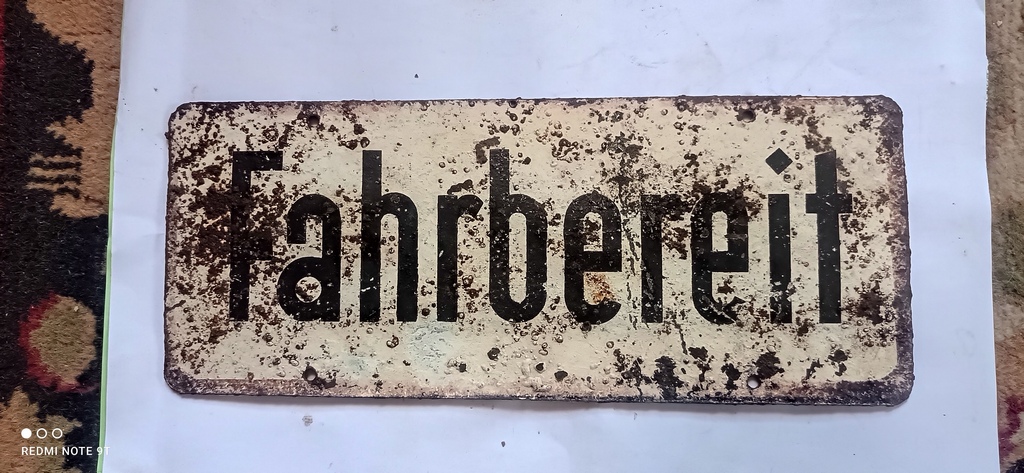 Fahrbereit
REDMI NOTE 9T